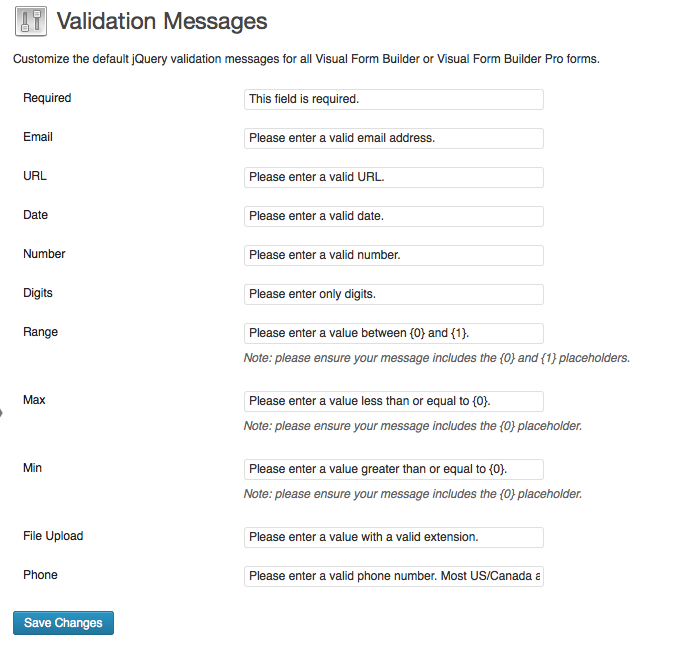 Validation Messages
Customize the default jQuery validation messages for all Visual Form Builder or Visual Form Builder Pro forms.
Required
This field is required.
Email
Please enter a valid email address.
URL
Please enter a valid URL.
Date
Please enter a valid date.
Number
Please enter a valid number.
Digits
Please enter only digits.
Range
Please enter a value between {0} and {1}.
Note: please ensure your message includes the {0} and {1} placeholders.
Max
Please enter a value less than or equal to {0}.
Note: please ensure your message includes the {0} placeholder.
Min
Please enter a value greater than or equal to {0}.
Note: please ensure your message includes the {0} placeholder.
File Upload
Please enter a value with a valid extension.
Phone
Please enter a valid phone number. Most US/Canada a
Save Changes